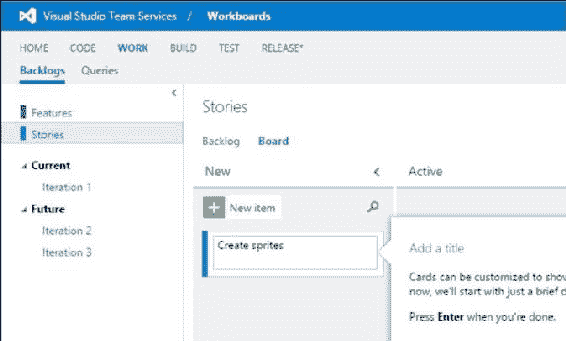 Visual Studio Team Services / Workboards
HOME CODE WORK BUILD TEST RELEASE*
Backlogs Queries
Features
Stories
Current
Iteration 1
Future
Iteration 2
Iteration 3
Stories
Backlog Board
New Active
New item
Create sprites
Add a title
Cards can be customized to
now, we'll start with just a brief
Press Enter when you're done.